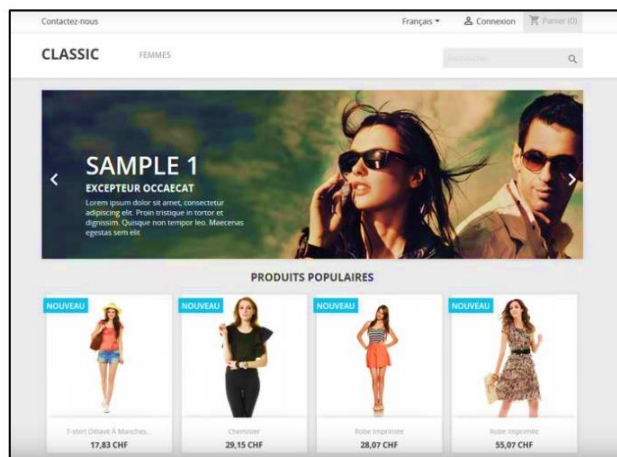 Contactez-nous
Français
Connexion
Panier (0)
CLASSIC
FEMMES
SAMPLE 1
EXCEPTEUR OCCAECAT
Lorem ipsum dolor sit amet, consectetur
adipiscing elit. Proin tristique in tortor et
dignissim. Quisque non tempor leo. Maecenas
egestas sem elit
PRODUITS POPULAIRES
NOUVEAU
NOUVEAU
NOUVEAU
NOUVEAU
T-shirt Délavé À Manches...
Chemisier
Robe Imprimée
Robe Imprimée
17,83 CHF
29,15 CHF
28,07 CHF
55,07 CHF